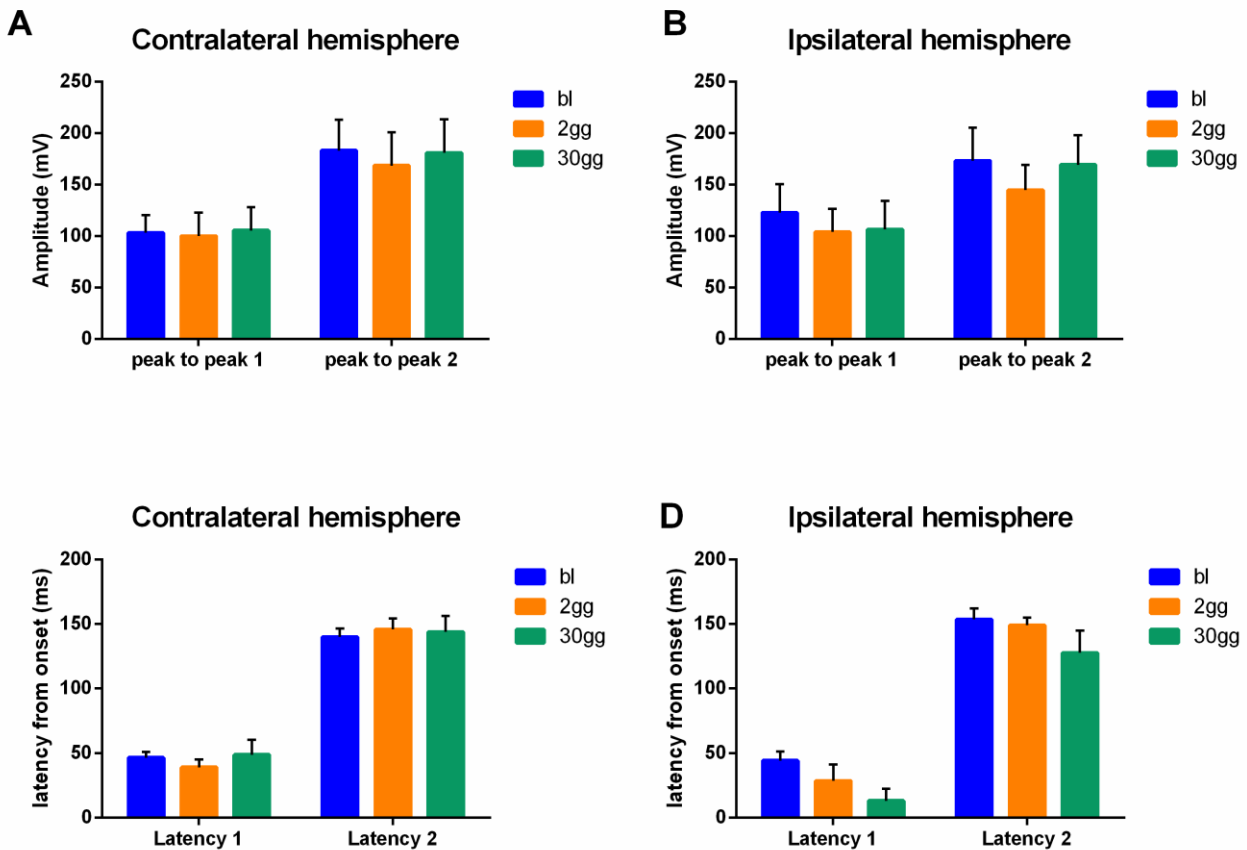 A
Contralateral hemisphere
250
200
150
100
50
0
Amplitude (mV)
peak to peak 1
peak to peak 2
bl
2gg
30gg
B
Ipsilateral hemisphere
250
200
150
100
50
0
Amplitude (mV)
peak to peak 1
peak to peak 2
bl
2gg
30gg
Contralateral hemisphere
200
150
100
50
0
latency from onset (ms)
Latency 1
Latency 2
bl
2gg
30gg
D
Ipsilateral hemisphere
200
150
100
50
0
latency from onset (ms)
Latency 1
Latency 2
bl
2gg
30gg